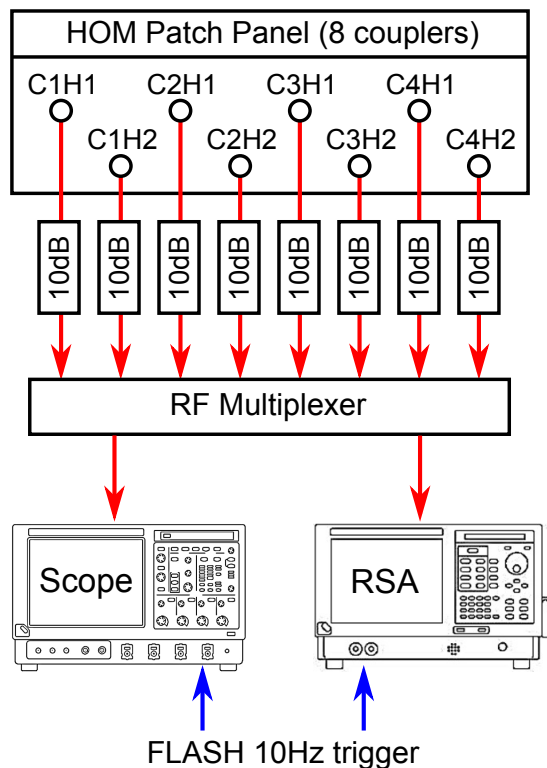 HOM Patch Panel (8 couplers)
C1H1 C2H1 C3H1 C4H1
C1H2 C2H2 C3H2 C4H2
10dB 10dB 10dB 10dB 10dB 10dB 10dB 10dB
RF Multiplexer
Scope RSA
FLASH 10Hz trigger